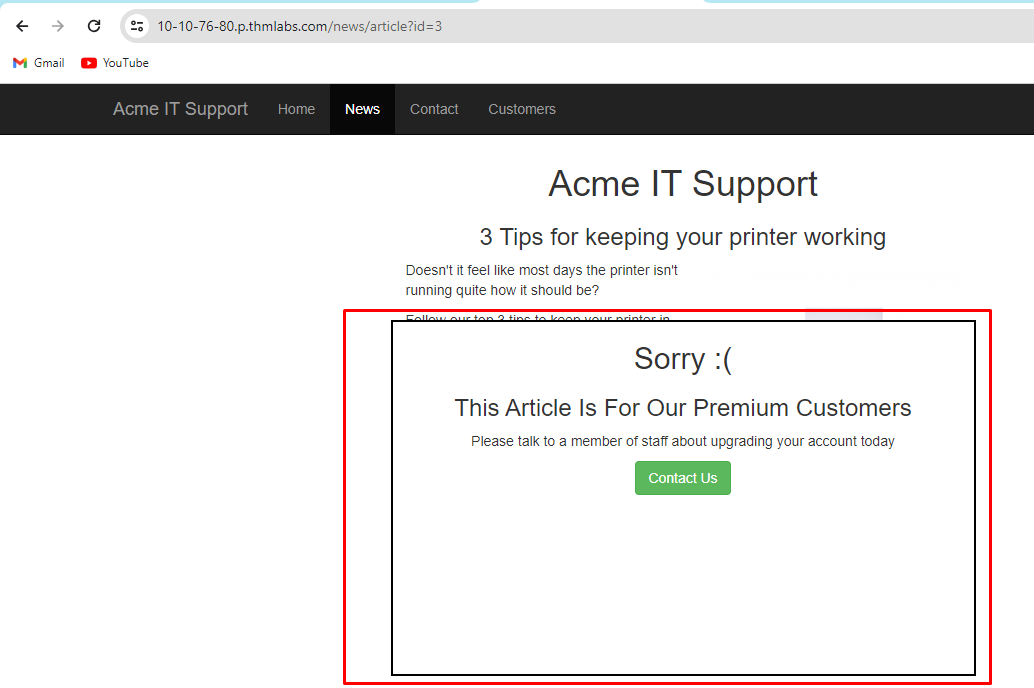 10-10-76-80.p.thmlabs.com/news/article?id=3
Gmail YouTube
Acme IT Support Home News Contact Customers
Acme IT Support
3 Tips for keeping your printer working
Doesn't it feel like most days the printer isn't
running quite how it should be?
Follow our top 3 tips to keep your printer in
Sorry :(
This Article Is For Our Premium Customers
Please talk to a member of staff about upgrading your account today
Contact Us